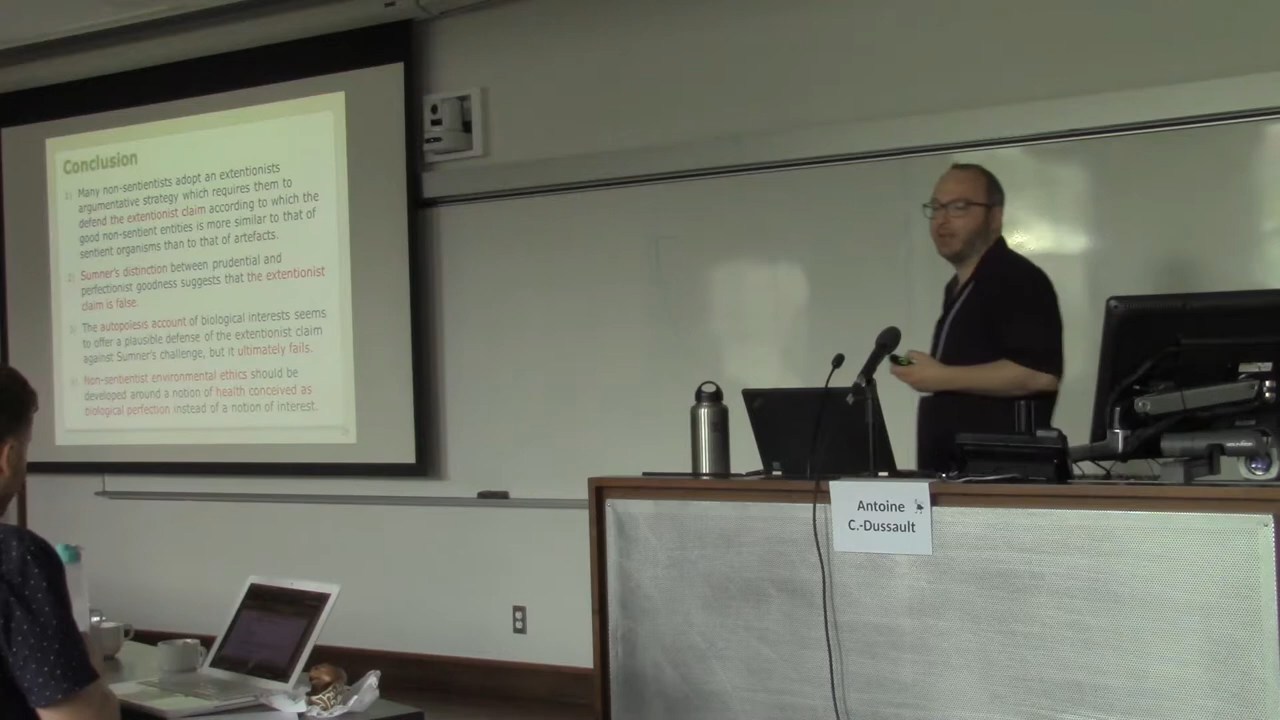 Conclusion
1) Many non-sentientists adopt an extentionists
argumentative strategy which requires them to
defend the extentionist claim according to which the
good non-sentient entities is more similar to that of
sentient organisms than to that of artefacts.
2) Sumner's distinction between prudential and
perfectionist goodness suggests that the extentionist
claim is false.
3) The autopoiesis account of biological interests seems
to offer a plausible defense of the extentionist claim
against Sumner's challenge, but it ultimately fails.
Non-sentientist environmental ethics should be
developed around a notion of health conceived as
biological perfection instead of a notion of interest.
Antoine
C.-Dussault